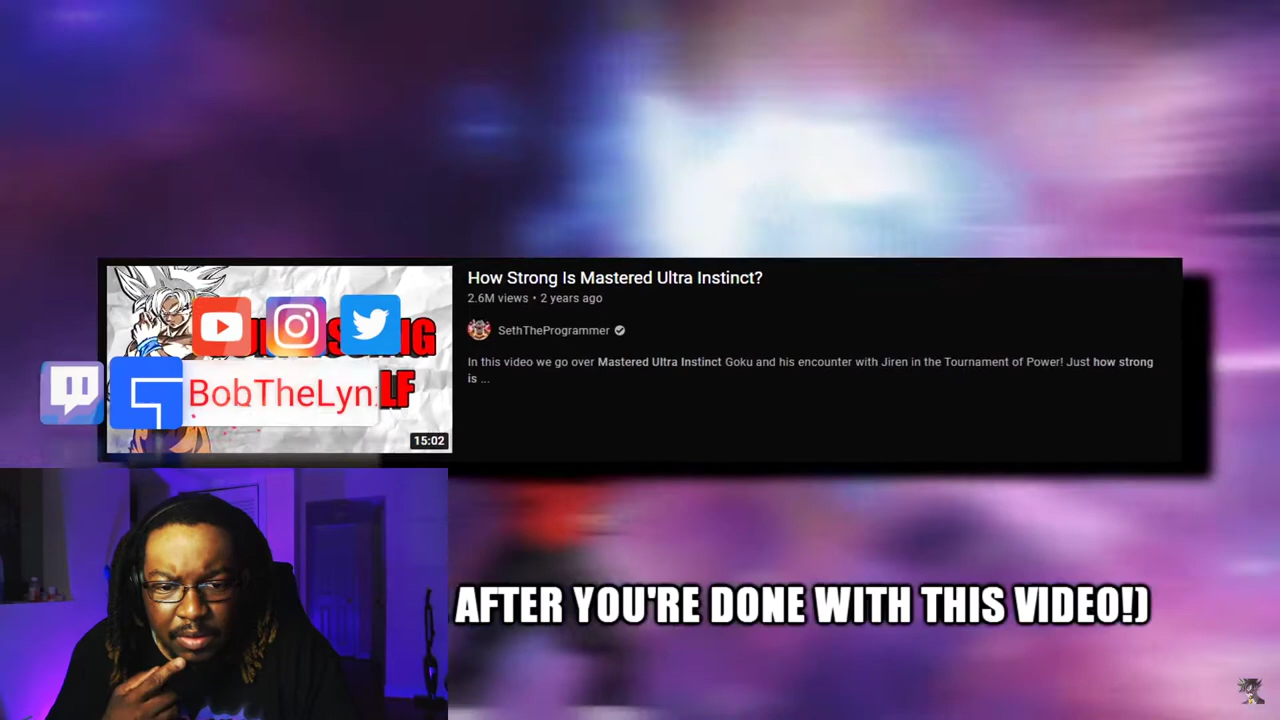 How Strong Is Mastered Ultra Instinct?
2.6M views • 2 years ago
SethTheProgrammer
In this video we go over Mastered Ultra Instinct Goku and his encounter with Jiren in the Tournament of Power! Just how strong
is ...
BobTheLyn
LF
15:02
AFTER YOU'RE DONE WITH THIS VIDEO!)